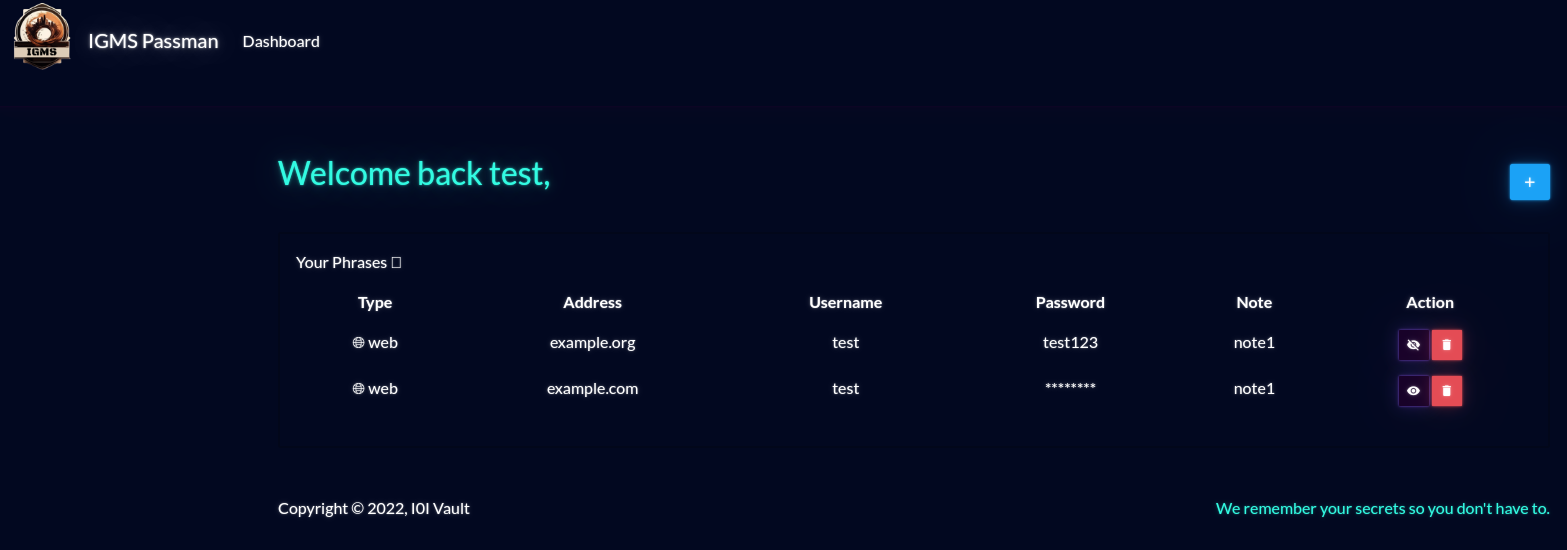 IGMS
IGMS Passman Dashboard
Welcome back test,
+
Your Phrases
Type Address Username Password Note Action
web example.org test test123 note1
web example.com test ******** note1
Copyright © 2022, I0I Vault
We remember your secrets so you don't have to.